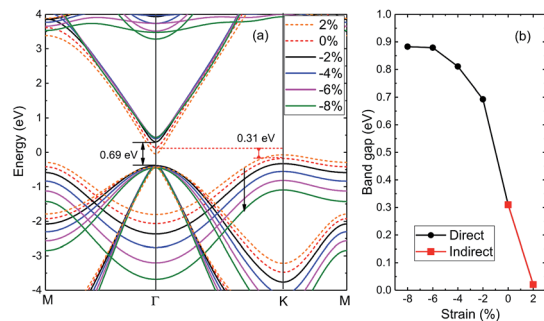 (a)
2%
0%
-2%
-4%
-6%
-8%
0.69 eV
0.31 eV
Energy (eV)
4
3
2
1
0
-1
-2
-3
-4
M
Γ
K
M
(b)
Band gap (eV)
1.0
0.9
0.8
0.7
0.6
0.5
0.4
0.3
0.2
0.1
0.0
Direct
Indirect
-8
-6
-4
-2
0
2
Strain (%)